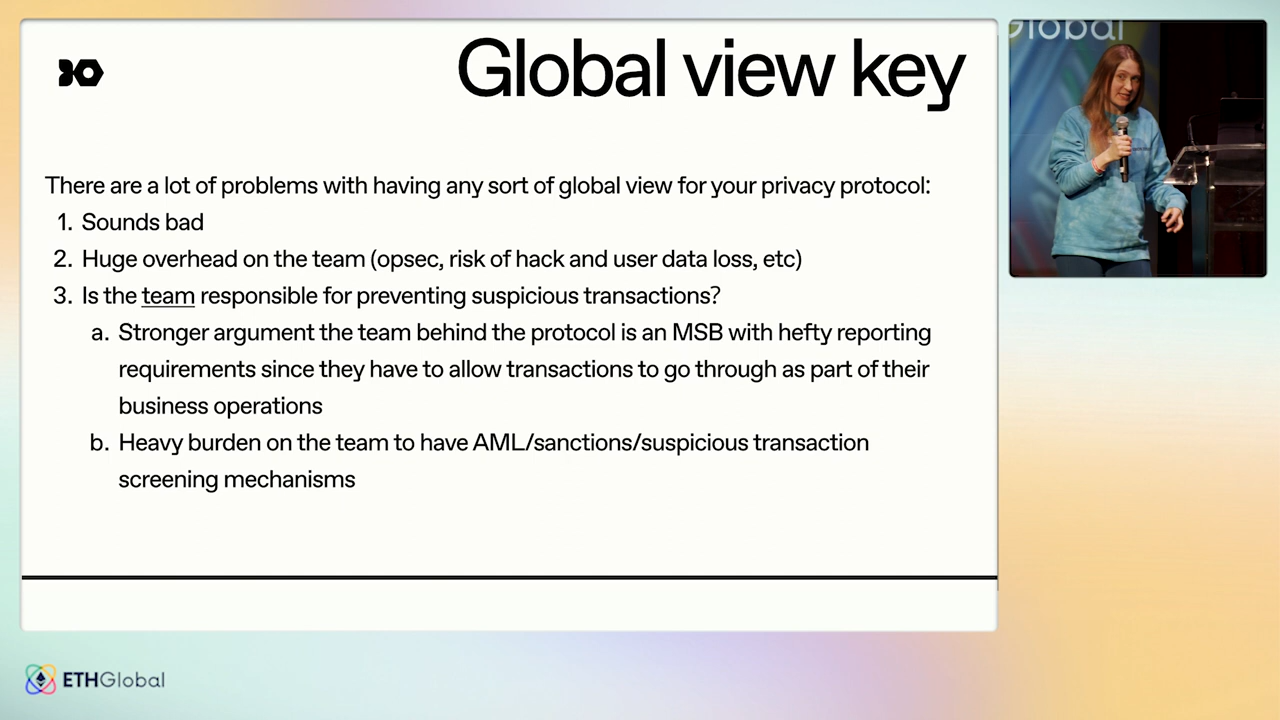 Global view key
There are a lot of problems with having any sort of global view for your privacy protocol:
1. Sounds bad
2. Huge overhead on the team (opsec, risk of hack and user data loss, etc)
3. Is the team responsible for preventing suspicious transactions?
a. Stronger argument the team behind the protocol is an MSB with hefty reporting
requirements since they have to allow transactions to go through as part of their
business operations
b. Heavy burden on the team to have AML/sanctions/suspicious transaction
screening mechanisms
Global
ETHGlobal